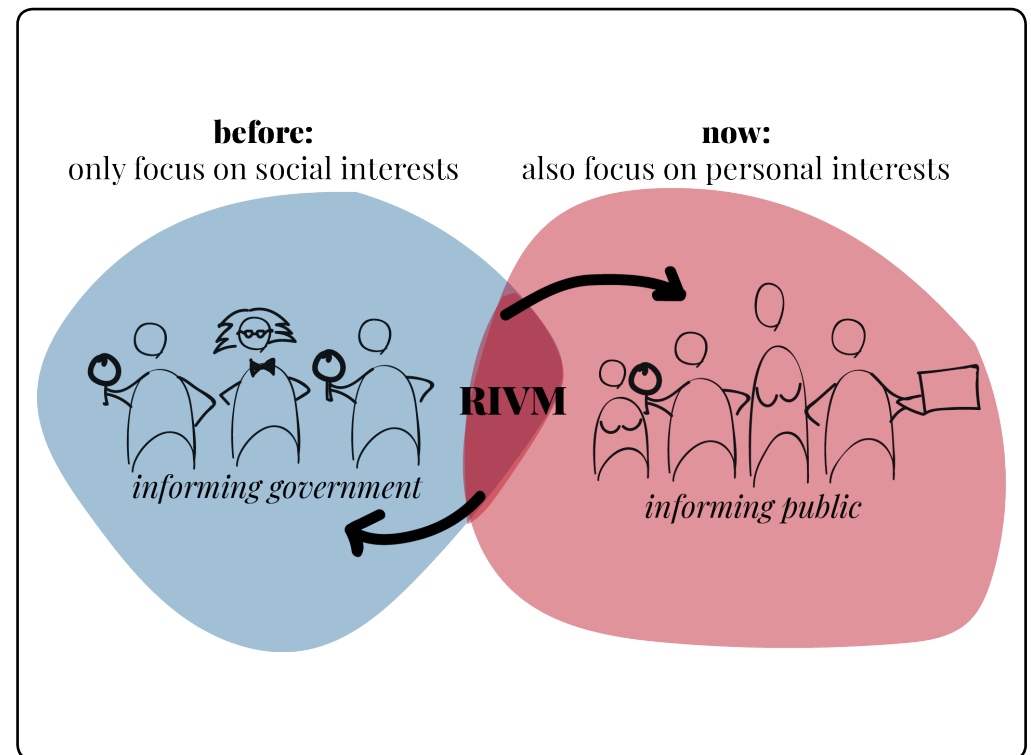 before:
only focus on social interests
now:
also focus on personal interests
RIVM
informing government
informing public